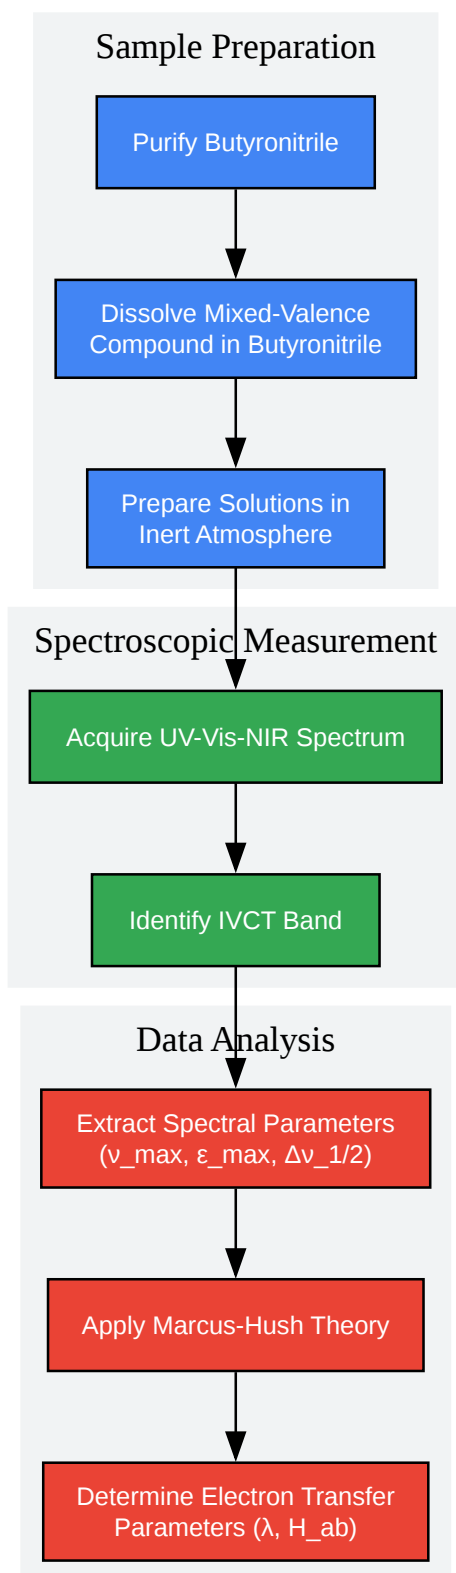 Sample Preparation
Purify Butyronitrile
Dissolve Mixed-Valence
Compound in Butyronitrile
Prepare Solutions in
Inert Atmosphere
Spectroscopic Measurement
Acquire UV-Vis-NIR Spectrum
Identify IVCT Band
Data Analysis
Extract Spectral Parameters
(ν_max, ε_max, Δν_1/2)
Apply Marcus-Hush Theory
Determine Electron Transfer
Parameters (λ, H_ab)